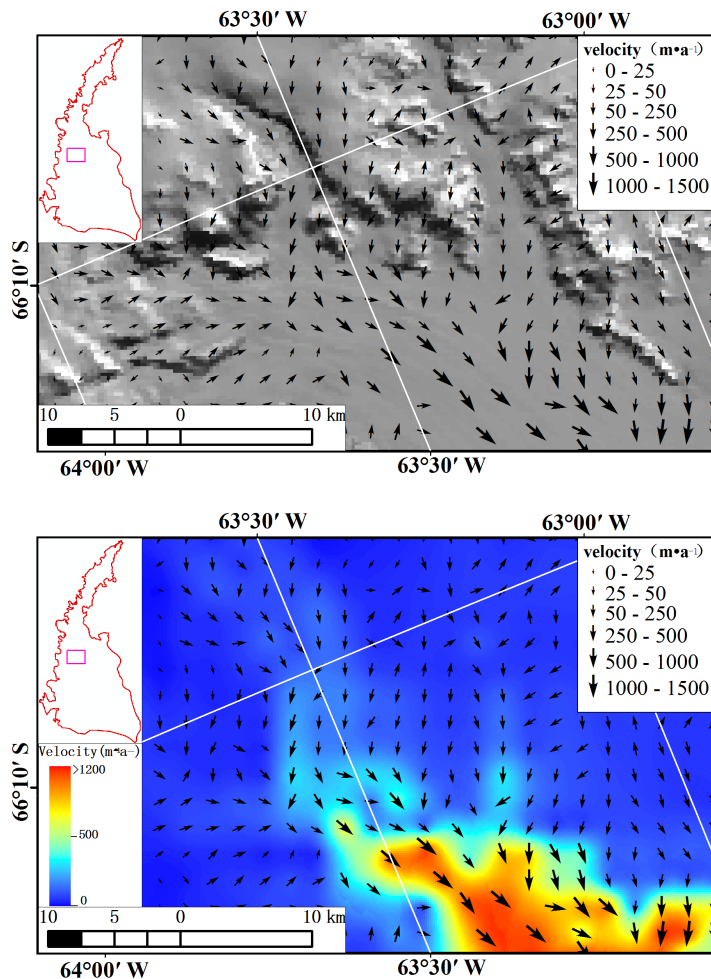 63°30′ W 63°00′ W
velocity (m•a⁻¹)
0 - 25
25 - 50
50 - 250
250 - 500
500 - 1000
1000 - 1500
66°10′ S
10 5 0 10 km
64°00′ W 63°30′ W
63°30′ W 63°00′ W
velocity (m•a⁻¹)
0 - 25
25 - 50
50 - 250
250 - 500
500 - 1000
1000 - 1500
66°10′ S
Velocity(m•a⁻)
>1200
500
0
10 5 0 10 km
64°00′ W 63°30′ W